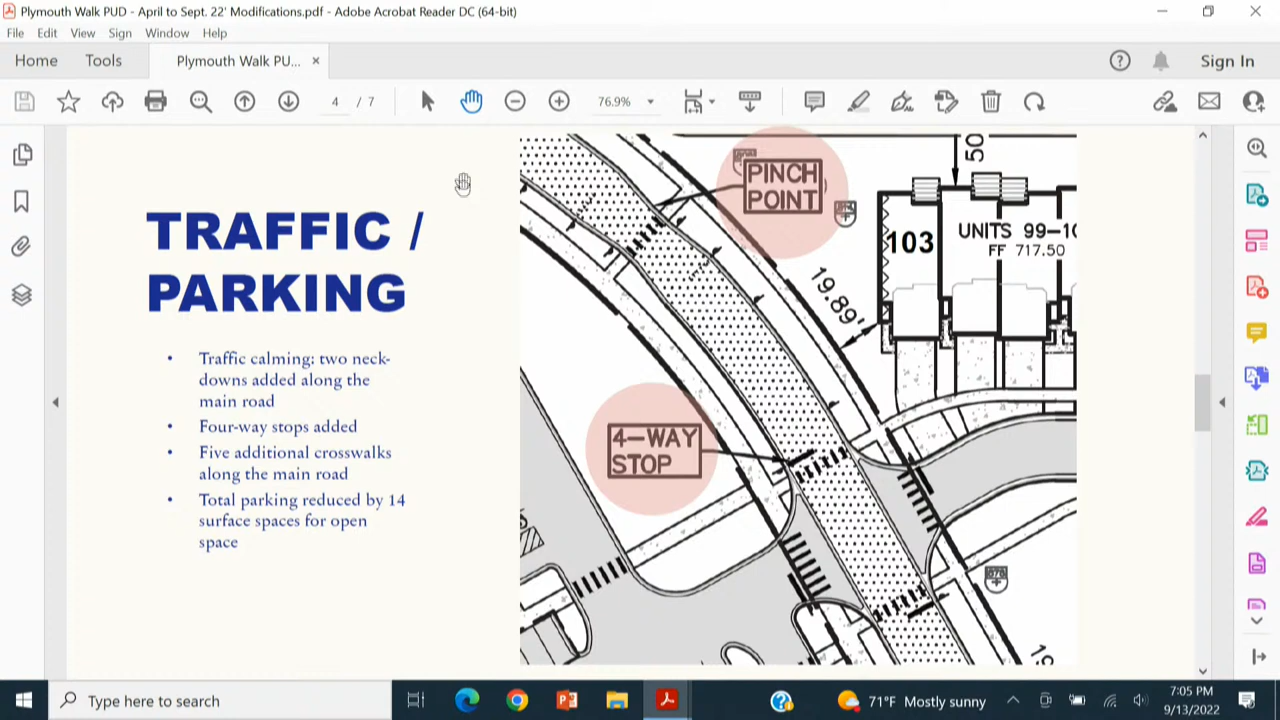 Plymouth Walk PUD - April to Sept. 22' Modifications.pdf - Adobe Acrobat Reader DC (64-bit)
File Edit View Sign Window Help
Home Tools Plymouth Walk PU... × Sign In
4 / 7 76.9%
TRAFFIC /
PARKING
• Traffic calming: two neck-
downs added along the
main road
• Four-way stops added
• Five additional crosswalks
along the main road
• Total parking reduced by 14
surface spaces for open
space
PINCH
POINT
50
103
UNITS 99-10
FF 717.50
19.89'
4-WAY
STOP
19
Type here to search
71°F Mostly sunny
7:05 PM
9/13/2022